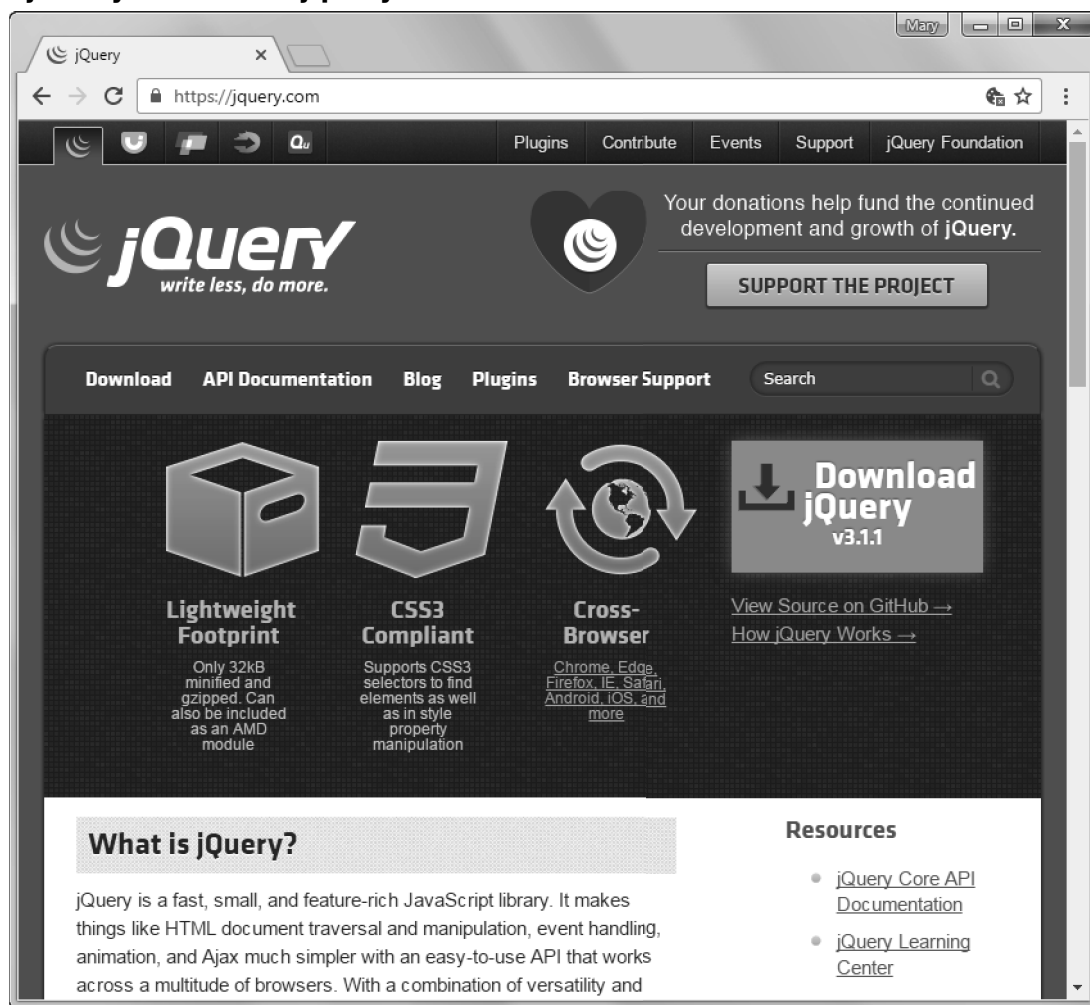 Mary
jQuery
https://jquery.com
Plugins Contribute Events Support jQuery Foundation
jQuery
write less, do more.
Your donations help fund the continued
development and growth of jQuery.
SUPPORT THE PROJECT
Download API Documentation Blog Plugins Browser Support Search
Download
jQuery
v3.1.1
Lightweight
Footprint
Only 32kB
minified and
gzipped. Can
also be included
as an AMD
module
CSS3
Compliant
Supports CSS3
selectors to find
elements as well
as in style
property
manipulation
Cross-
Browser
Chrome, Edge,
Firefox, IE, Safari,
Android, iOS, and
more
View Source on GitHub →
How jQuery Works →
What is jQuery?
jQuery is a fast, small, and feature-rich JavaScript library. It makes
things like HTML document traversal and manipulation, event handling,
animation, and Ajax much simpler with an easy-to-use API that works
across a multitude of browsers. With a combination of versatility and
Resources
jQuery Core API
Documentation
jQuery Learning
Center